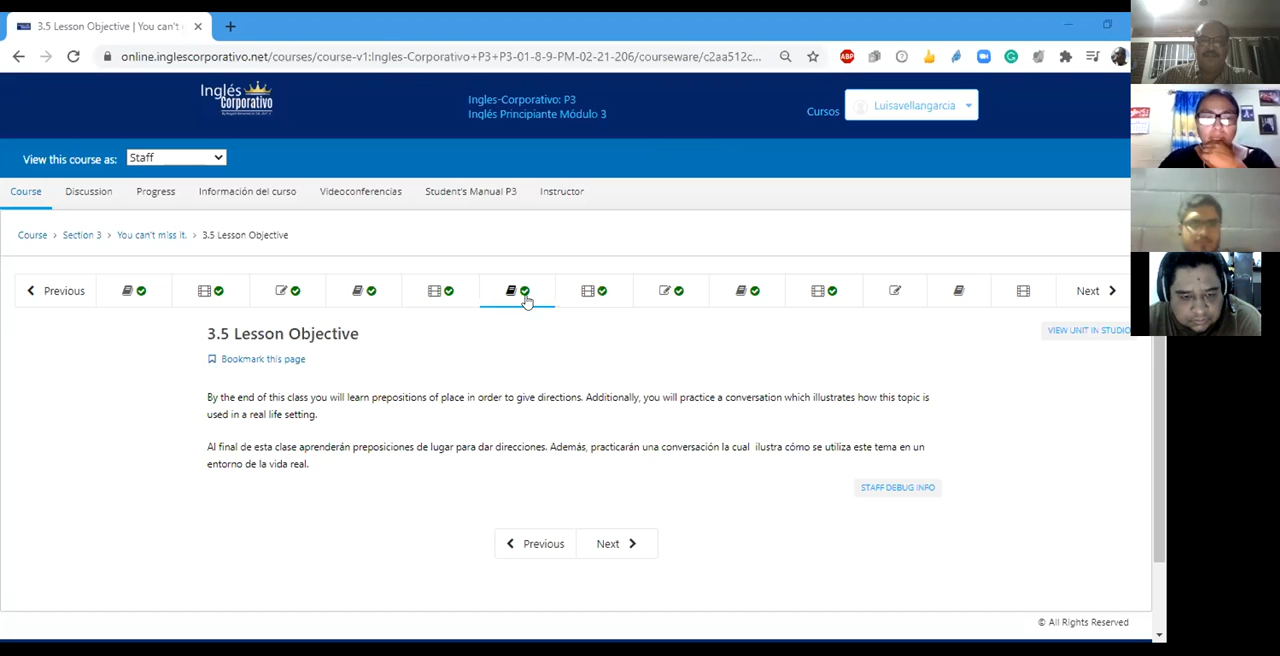 3.5 Lesson Objective | You can't
online.inglescorporativo.net/courses/course-v1:Ingles-Corporativo+P3+P3-01-8-9-PM-02-21-206/courseware/c2aa512c...
ABP
Inglés
Corporativo
Ingles-Corporativo: P3
Inglés Principiante Módulo 3
Cursos
Luisavellangarcia
View this course as:
Staff
Course
Discussion
Progress
Información del curso
Videoconferencias
Student's Manual P3
Instructor
Course > Section 3 > You can't miss it. > 3.5 Lesson Objective
Previous
Next
3.5 Lesson Objective
VIEW UNIT IN STUDIO
Bookmark this page
By the end of this class you will learn prepositions of place in order to give directions. Additionally, you will practice a conversation which illustrates how this topic is
used in a real life setting.
Al final de esta clase aprenderán preposiciones de lugar para dar direcciones. Además, practicarán una conversación la cual ilustra cómo se utiliza este tema en un
entorno de la vida real.
STAFF DEBUG INFO
Previous
Next
© All Rights Reserved